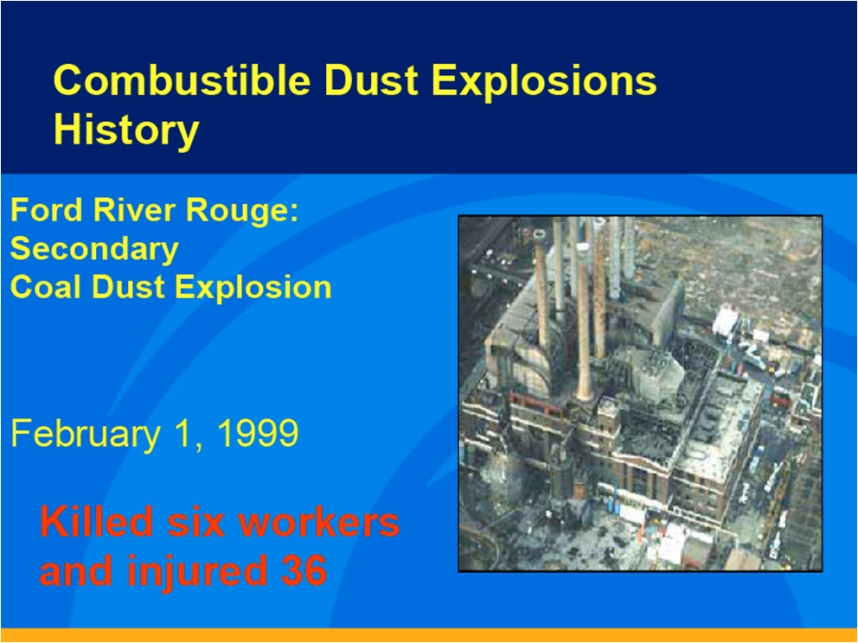 Combustible Dust Explosions
History
Ford River Rouge:
Secondary
Coal Dust Explosion
February 1, 1999
Killed six workers
and injured 36